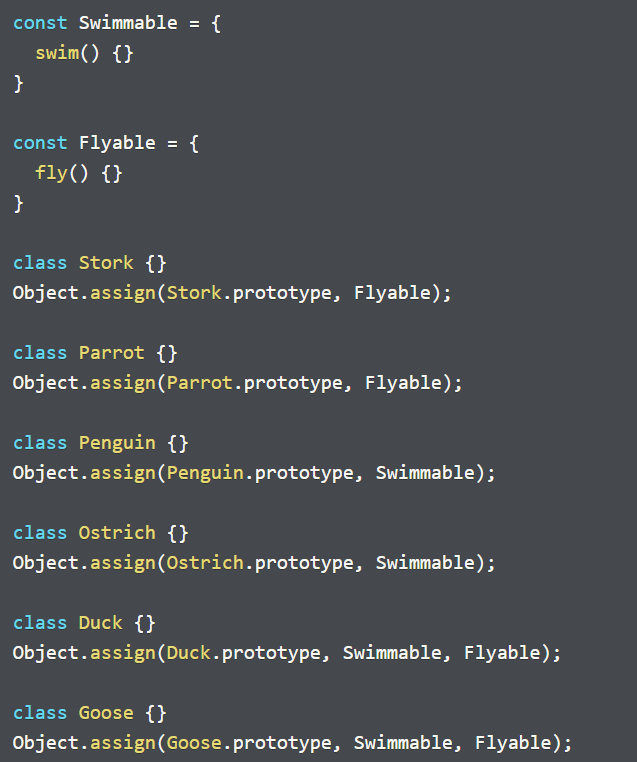 const Swimmable = {
  swim() {}
}

const Flyable = {
  fly() {}
}

class Stork {}
Object.assign(Stork.prototype, Flyable);

class Parrot {}
Object.assign(Parrot.prototype, Flyable);

class Penguin {}
Object.assign(Penguin.prototype, Swimmable);

class Ostrich {}
Object.assign(Ostrich.prototype, Swimmable);

class Duck {}
Object.assign(Duck.prototype, Swimmable, Flyable);

class Goose {}
Object.assign(Goose.prototype, Swimmable, Flyable);